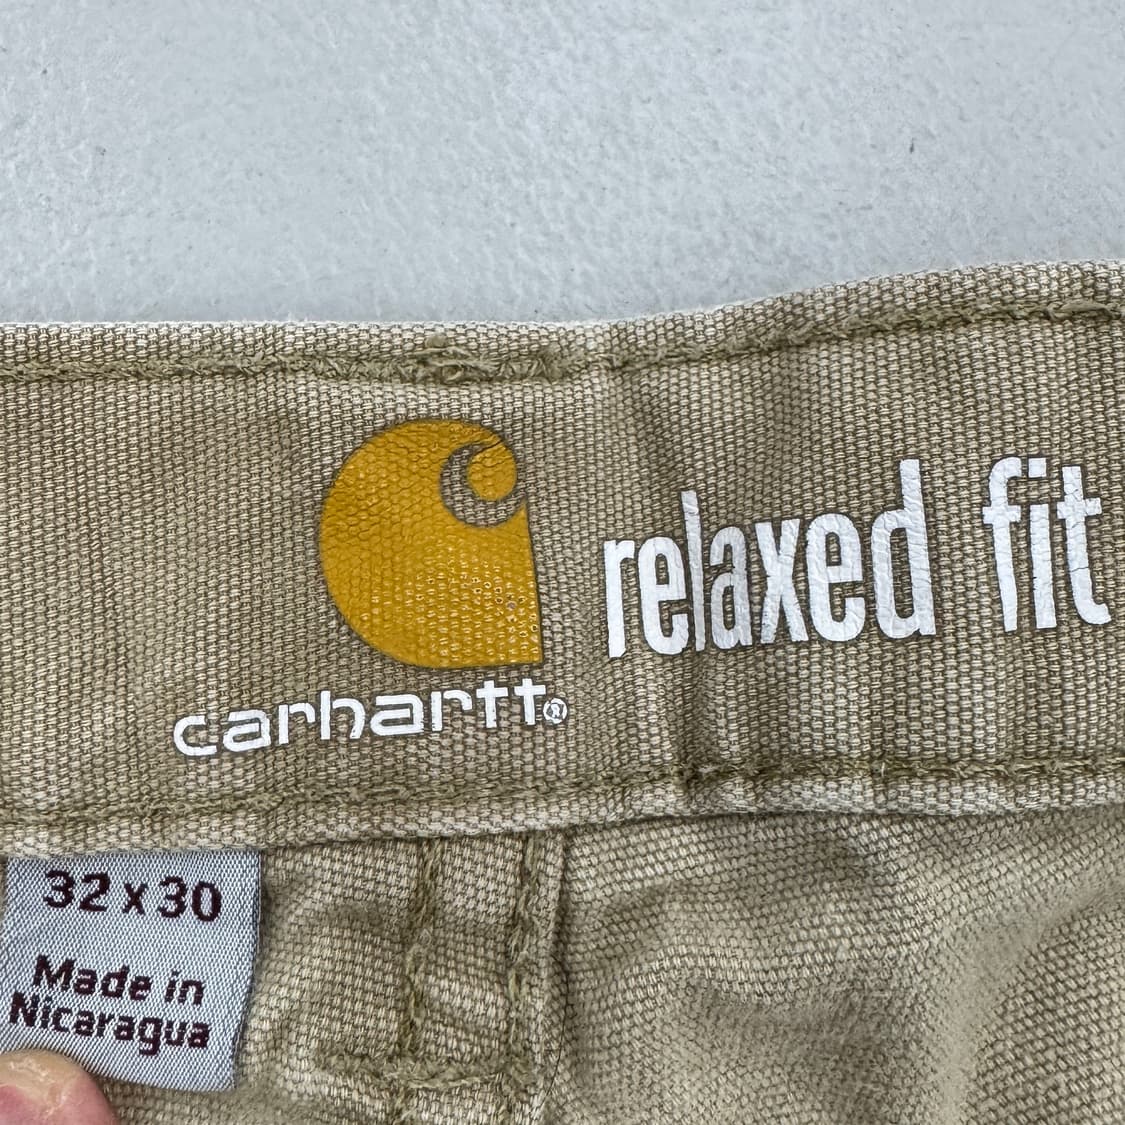 relaxed fit
carhartt®
32 x 30
Made in
Nicaragua